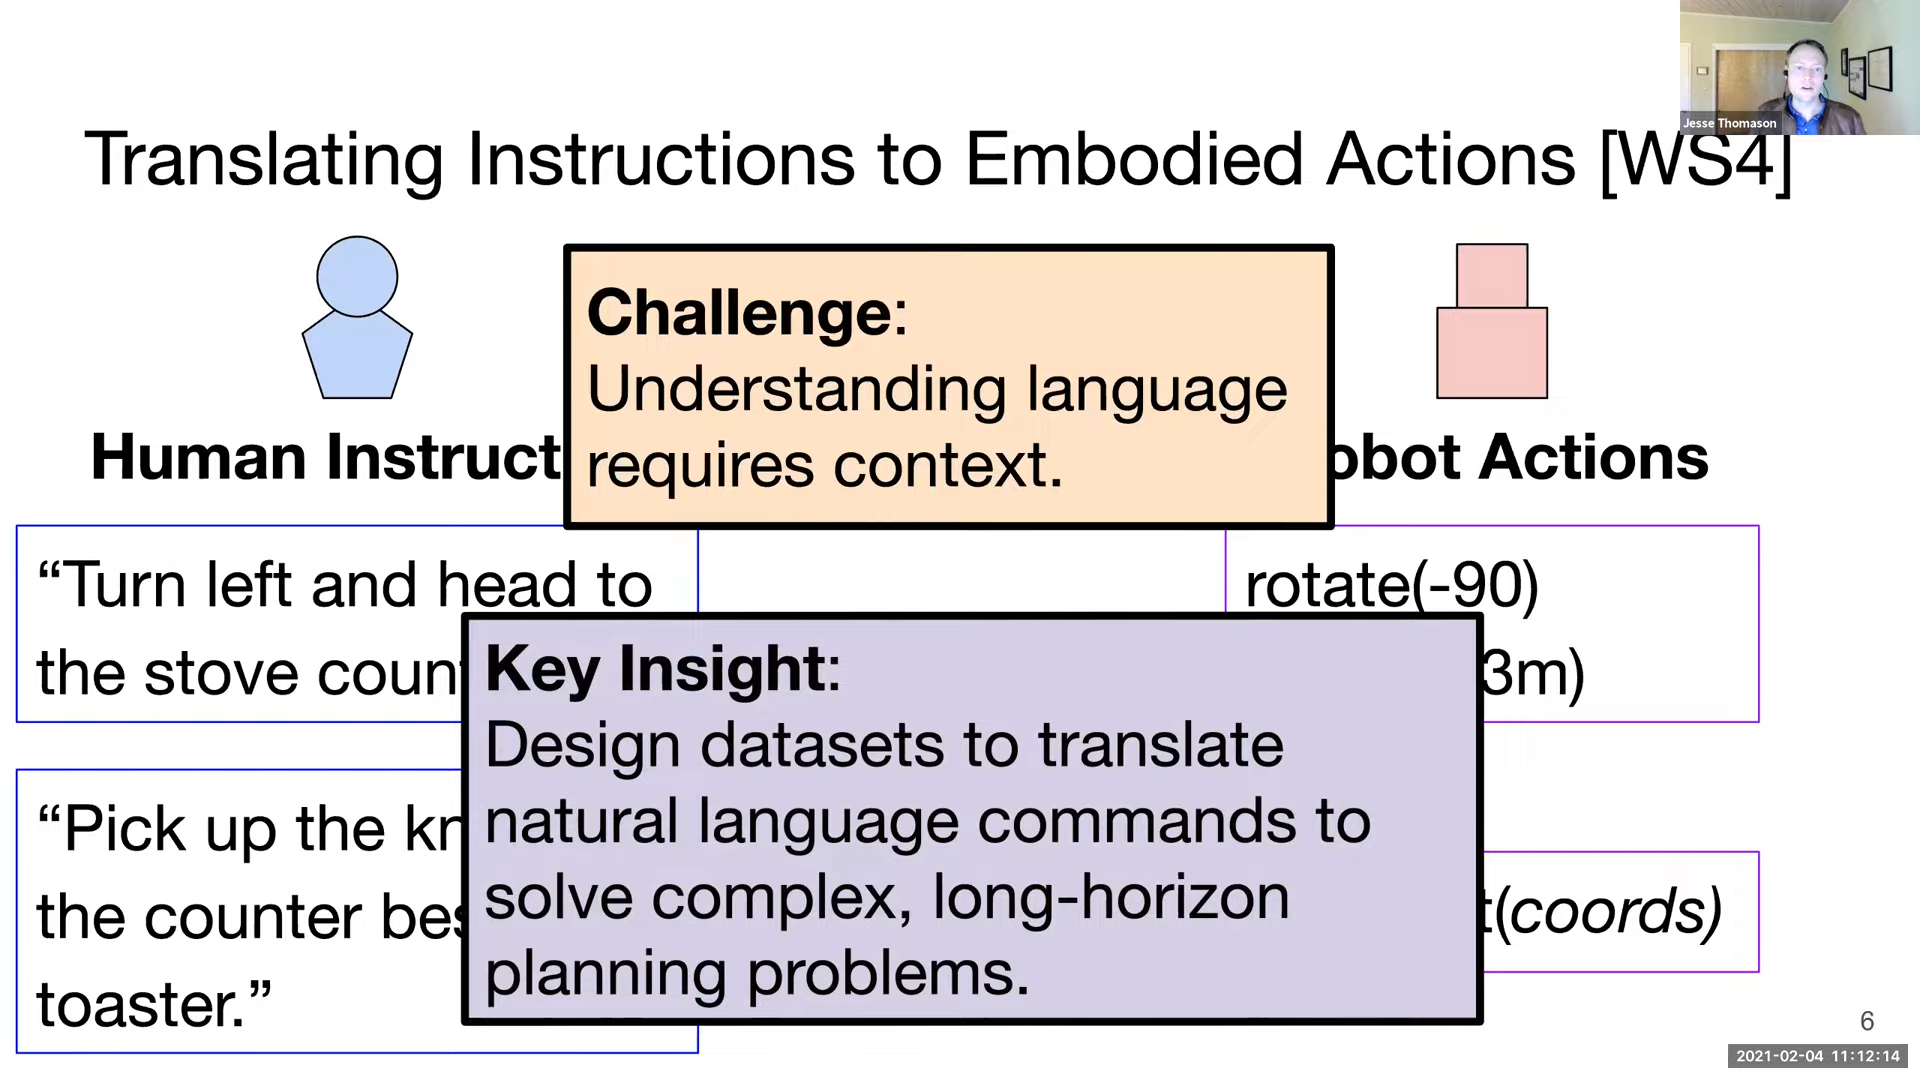 Jesse Thomason
Translating Instructions to Embodied Actions [WS4]
Challenge:
Understanding language
requires context.
Human Instruct
obot Actions
“Turn left and head to
the stove coun
rotate(-90)
3m)
Key Insight:
Design datasets to translate
natural language commands to
solve complex, long-horizon
planning problems.
“Pick up the kn
the counter bes
toaster.”
t(coords)
6
2021-02-04 11:12:14